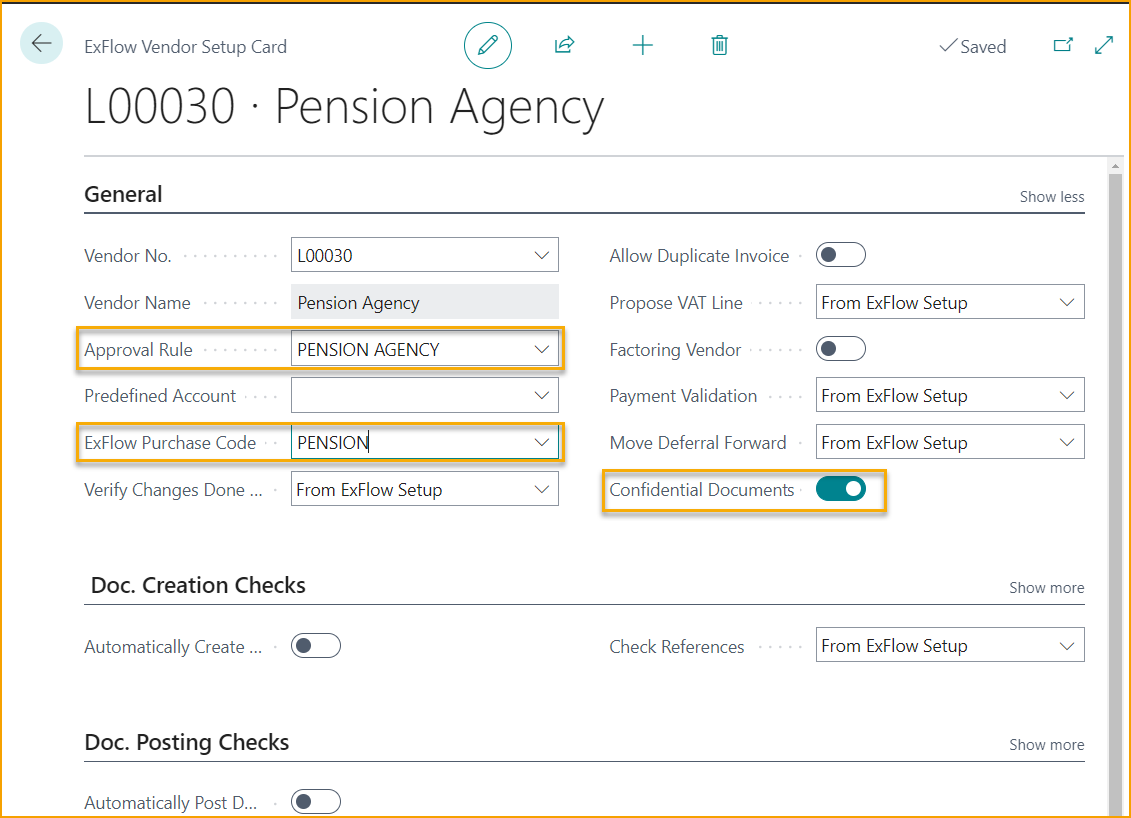 ExFlow Vendor Setup Card
Saved
L00030 · Pension Agency
General
Show less
Vendor No.
L00030
Vendor Name
Pension Agency
Approval Rule
PENSION AGENCY
Predefined Account
ExFlow Purchase Code
PENSION
Verify Changes Done ...
From ExFlow Setup
Allow Duplicate Invoice
Propose VAT Line
From ExFlow Setup
Factoring Vendor
Payment Validation
From ExFlow Setup
Move Deferral Forward
From ExFlow Setup
Confidential Documents
Doc. Creation Checks
Show more
Automatically Create ...
Check References
From ExFlow Setup
Doc. Posting Checks
Show more
Automatically Post D...